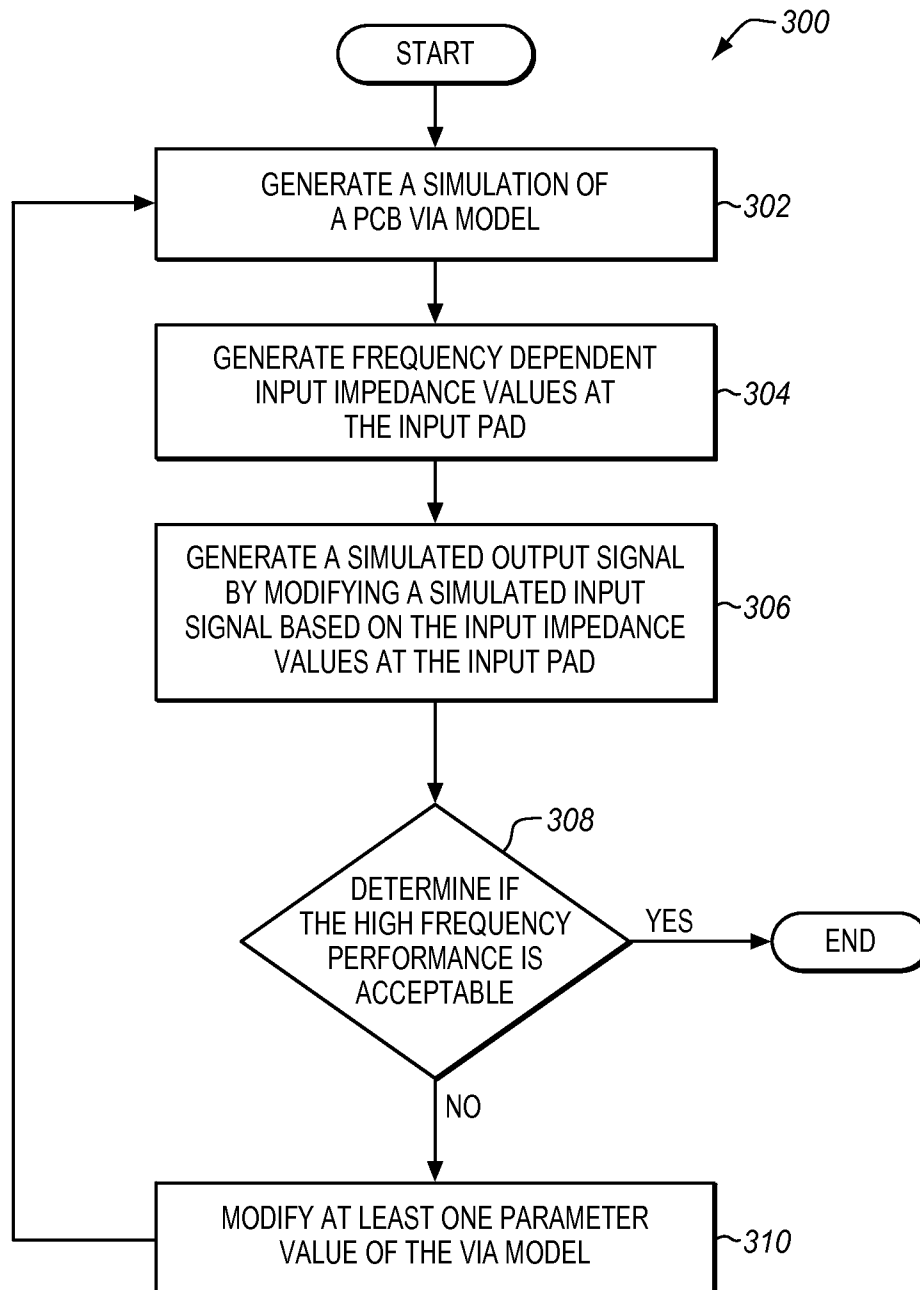 300
START
GENERATE A SIMULATION OF
A PCB VIA MODEL
302
GENERATE FREQUENCY DEPENDENT
INPUT IMPEDANCE VALUES AT
THE INPUT PAD
304
GENERATE A SIMULATED OUTPUT SIGNAL
BY MODIFYING A SIMULATED INPUT
SIGNAL BASED ON THE INPUT IMPEDANCE
VALUES AT THE INPUT PAD
306
308
DETERMINE IF
THE HIGH FREQUENCY
PERFORMANCE IS
ACCEPTABLE
YES
END
NO
MODIFY AT LEAST ONE PARAMETER
VALUE OF THE VIA MODEL
310